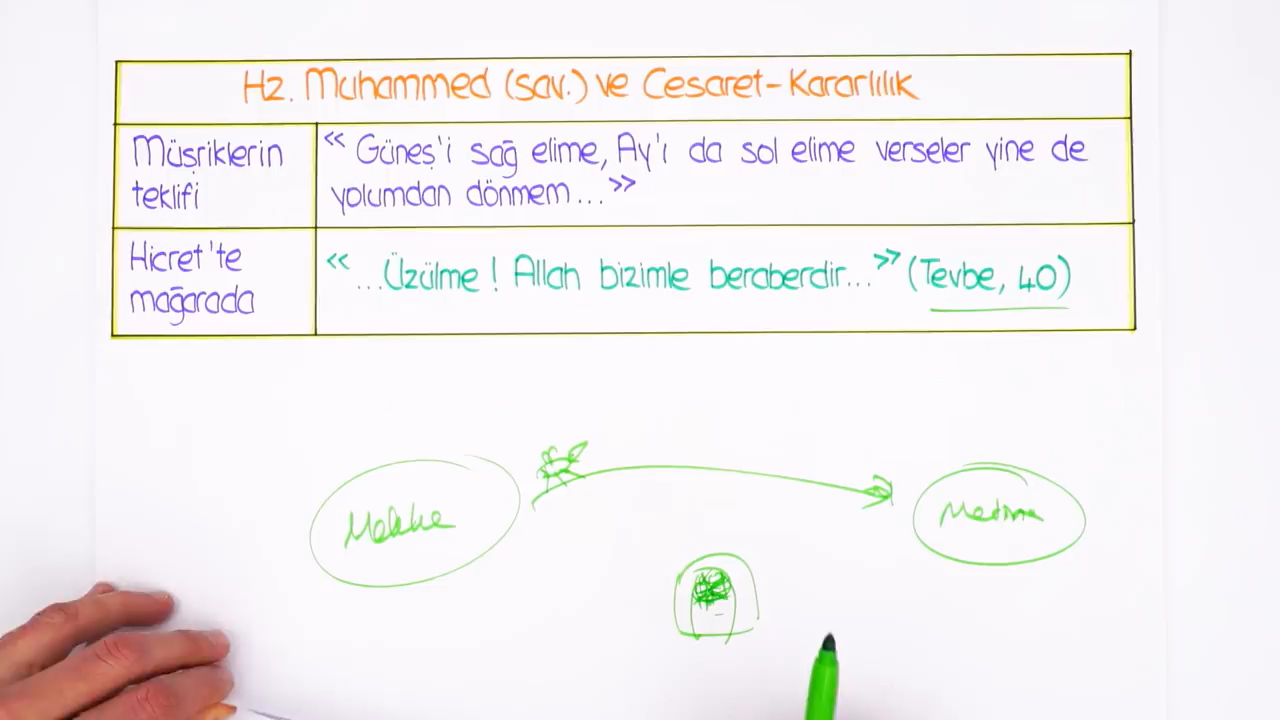 Hz. Muhammed (sav.) ve Cesaret-Kararlılık
Müşriklerin
teklifi
« Güneş'i sağ elime, Ay'ı da sol elime verseler yine de
yolumdan dönmem...»
Hicret'te
mağarada
« ...Üzülme! Allah bizimle beraberdir...» (Tevbe, 40)
Mekke
Medine